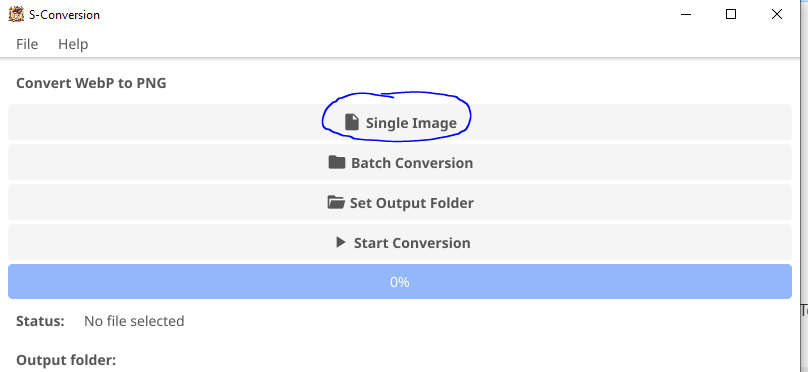 S-Conversion
File Help
Convert WebP to PNG
Single Image
Batch Conversion
Set Output Folder
Start Conversion
0%
Status: No file selected
Output folder: